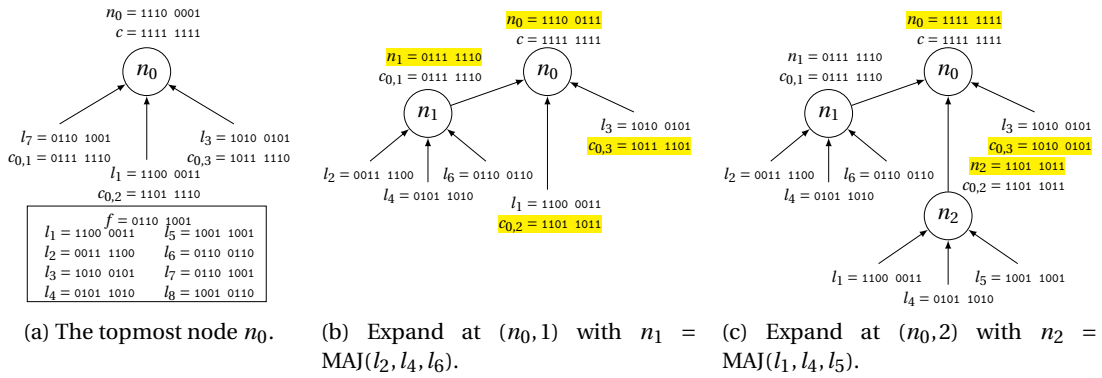 n0 = 1110 0001
c = 1111 1111
n0
l7 = 0110 1001
c0,1 = 0111 1110
l3 = 1010 0101
c0,3 = 1011 1110
l1 = 1100 0011
c0,2 = 1101 1110
f = 0110 1001
l1 = 1100 0011 l5 = 1001 1001
l2 = 0011 1100 l6 = 0110 0110
l3 = 1010 0101 l7 = 0110 1001
l4 = 0101 1010 l8 = 1001 0110
(a) The topmost node n0.
n0 = 1110 0111
c = 1111 1111
n1 = 0111 1110
c0,1 = 0111 1110
n0
n1
l3 = 1010 0101
c0,3 = 1011 1101
l2 = 0011 1100
l6 = 0110 0110
l4 = 0101 1010
l1 = 1100 0011
c0,2 = 1101 1011
(b) Expand at (n0,1) with n1 =
MAJ(l2, l4, l6).
n0 = 1111 1111
c = 1111 1111
n1 = 0111 1110
c0,1 = 0111 1110
n0
n1
l3 = 1010 0101
c0,3 = 1010 0101
n2 = 1101 1011
c0,2 = 1101 1011
l2 = 0011 1100
l6 = 0110 0110
l4 = 0101 1010
n2
l1 = 1100 0011
l5 = 1001 1001
l4 = 0101 1010
(c) Expand at (n0,2) with n2 =
MAJ(l1, l4, l5).